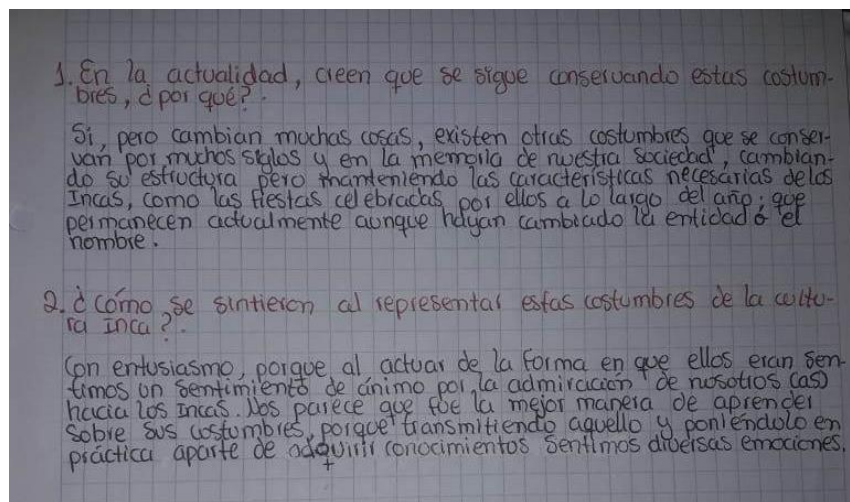 1. En la actualidad, creen que se sigue conservando estas costum-
bres, ¿por qué?.
Si, pero cambian muchas cosas, existen otras costumbres que se conser-
van por muchos siglos y en la memoria de nuestra sociedad, cambian-
do su estructura pero manteniendo las características necesarias de los
Incas, como las fiestas celebradas por ellos a lo largo del año; que
permanecen actualmente aunque hayan cambiado la entidad ó el
nombre.
2. ¿Cómo se sintieron al representar estas costumbres de la cultu-
ra Inca?.
Con entusiasmo, porque al actuar de la forma en que ellos eran sen-
timos un sentimiento de ánimo por la admiración de nosotros (as)
hacia los Incas. Nos parece que fue la mejor manera de aprender
sobre sus costumbres, porque transmitiendo aquello y poniéndolo en
práctica aparte de adquirir conocimientos sentimos diversas emociones.